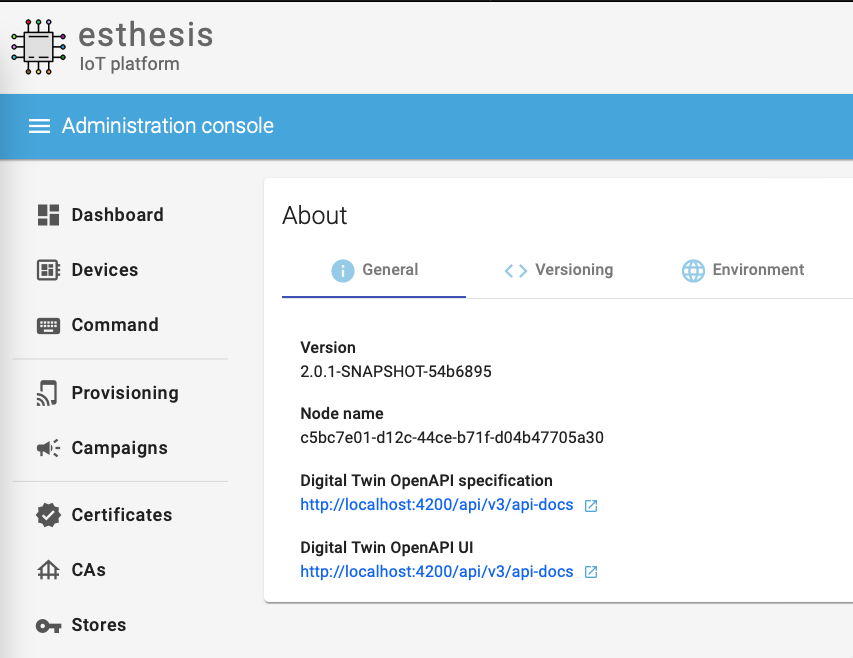 esthesis
IoT platform
Administration console
Dashboard
Devices
Command
Provisioning
Campaigns
Certificates
CAs
Stores
About
General
Versioning
Environment
Version
2.0.1-SNAPSHOT-54b6895
Node name
c5bc7e01-d12c-44ce-b71f-d04b47705a30
Digital Twin OpenAPI specification
http://localhost:4200/api/v3/api-docs
Digital Twin OpenAPI UI
http://localhost:4200/api/v3/api-docs